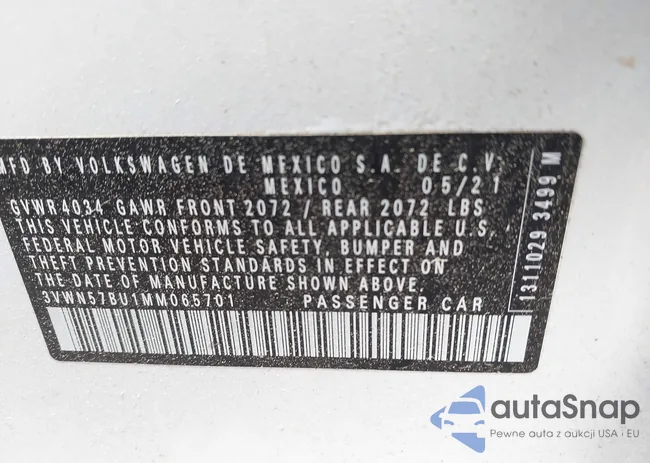 MFD BY VOLKSWAGEN DE MEXICO S.A. DE C.V.
MEXICO 05/21
GVWR 4034 GAWR FRONT 2072 / REAR 2072 LBS
THIS VEHICLE CONFORMS TO ALL APPLICABLE U.S.
FEDERAL MOTOR VEHICLE SAFETY, BUMPER AND
THEFT PREVENTION STANDARDS IN EFFECT ON
THE DATE OF MANUFACTURE SHOWN ABOVE.
3VWN57BU1MM065701 PASSENGER CAR
1311029 3499 M
autaSnap
Pewne auta z aukcji USA i EU